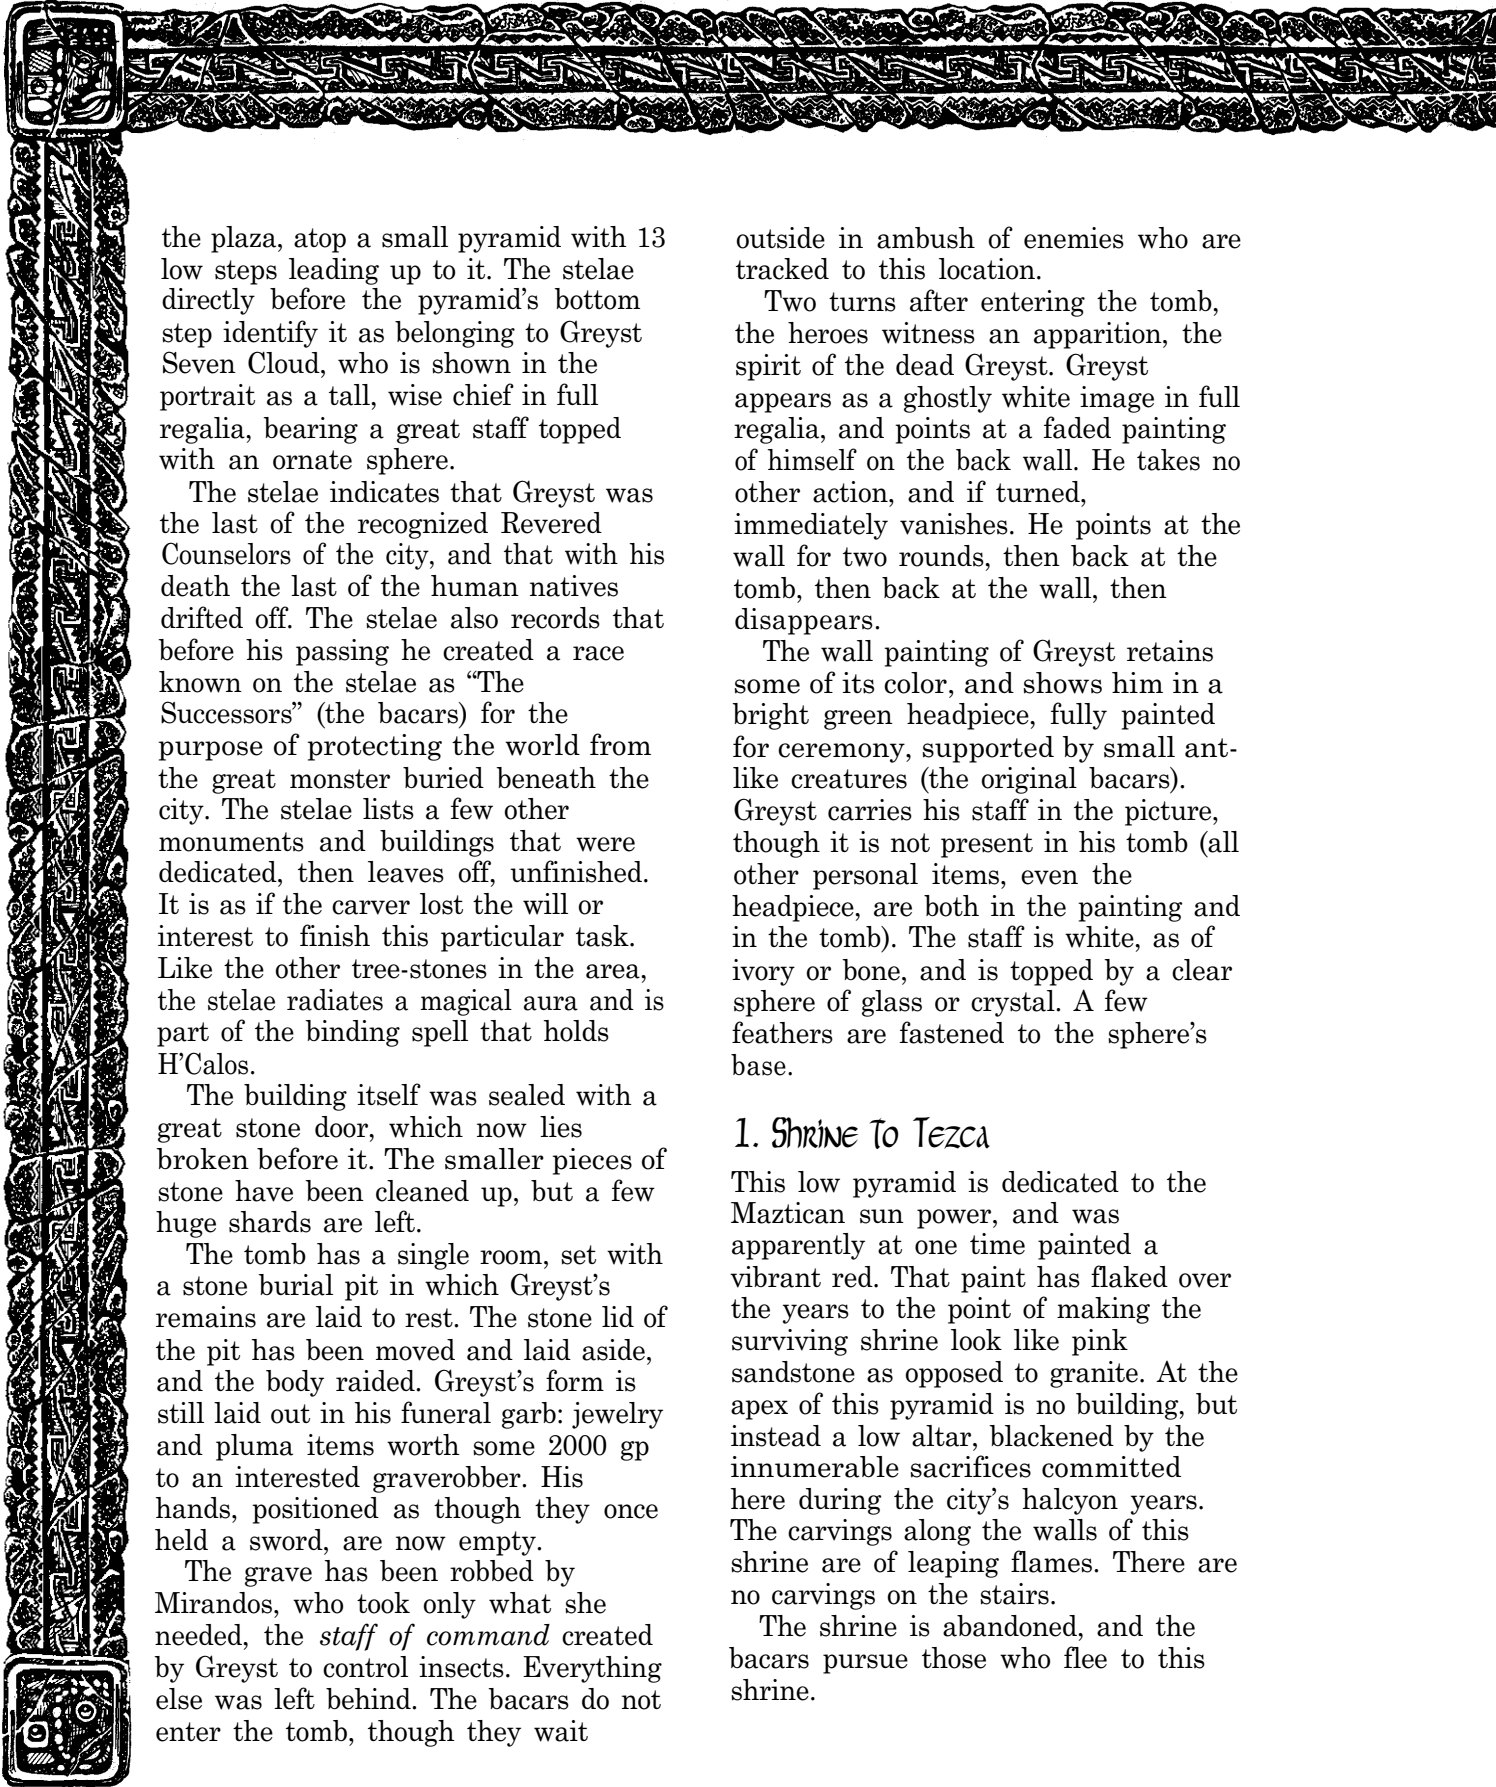 the plaza, atop a small pyramid with 13
low steps leading up to it. The stelae
directly before the pyramid’s bottom
step identify it as belonging to Greyst
Seven Cloud, who is shown in the
portrait as a tall, wise chief in full
regalia, bearing a great staff topped
with an ornate sphere.
The stelae indicates that Greyst was
the last of the recognized Revered
Counselors of the city, and that with his
death the last of the human natives
drifted off. The stelae also records that
before his passing he created a race
known on the stelae as “The
Successors” (the bacars) for the
purpose of protecting the world from
the great monster buried beneath the
city. The stelae lists a few other
monuments and buildings that were
dedicated, then leaves off, unfinished.
It is as if the carver lost the will or
interest to finish this particular task.
Like the other tree-stones in the area,
the stelae radiates a magical aura and is
part of the binding spell that holds
H’Calos.
The building itself was sealed with a
great stone door, which now lies
broken before it. The smaller pieces of
stone have been cleaned up, but a few
huge shards are left.
The tomb has a single room, set with
a stone burial pit in which Greyst’s
remains are laid to rest. The stone lid of
the pit has been moved and laid aside,
and the body raided. Greyst’s form is
still laid out in his funeral garb: jewelry
and pluma items worth some 2000 gp
to an interested graverobber. His
hands, positioned as though they once
held a sword, are now empty.
The grave has been robbed by
Mirandos, who took only what she
needed, the staff of command created
by Greyst to control insects. Everything
else was left behind. The bacars do not
enter the tomb, though they wait
outside in ambush of enemies who are
tracked to this location.
Two turns after entering the tomb,
the heroes witness an apparition, the
spirit of the dead Greyst. Greyst
appears as a ghostly white image in full
regalia, and points at a faded painting
of himself on the back wall. He takes no
other action, and if turned,
immediately vanishes. He points at the
wall for two rounds, then back at the
tomb, then back at the wall, then
disappears.
The wall painting of Greyst retains
some of its color, and shows him in a
bright green headpiece, fully painted
for ceremony, supported by small ant-
like creatures (the original bacars).
Greyst carries his staff in the picture,
though it is not present in his tomb (all
other personal items, even the
headpiece, are both in the painting and
in the tomb). The staff is white, as of
ivory or bone, and is topped by a clear
sphere of glass or crystal. A few
feathers are fastened to the sphere’s
base.
1. Shrine to Tezca
This low pyramid is dedicated to the
Maztican sun power, and was
apparently at one time painted a
vibrant red. That paint has flaked over
the years to the point of making the
surviving shrine look like pink
sandstone as opposed to granite. At the
apex of this pyramid is no building, but
instead a low altar, blackened by the
innumerable sacrifices committed
here during the city’s halcyon years.
The carvings along the walls of this
shrine are of leaping flames. There are
no carvings on the stairs.
The shrine is abandoned, and the
bacars pursue those who flee to this
shrine.